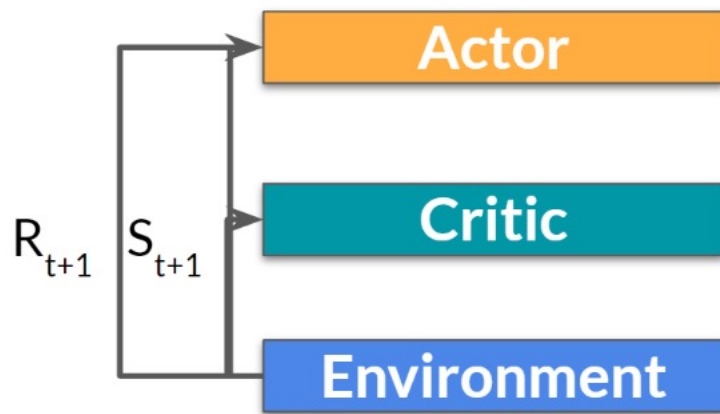 Actor
Critic
R_{t+1} S_{t+1}
Environment